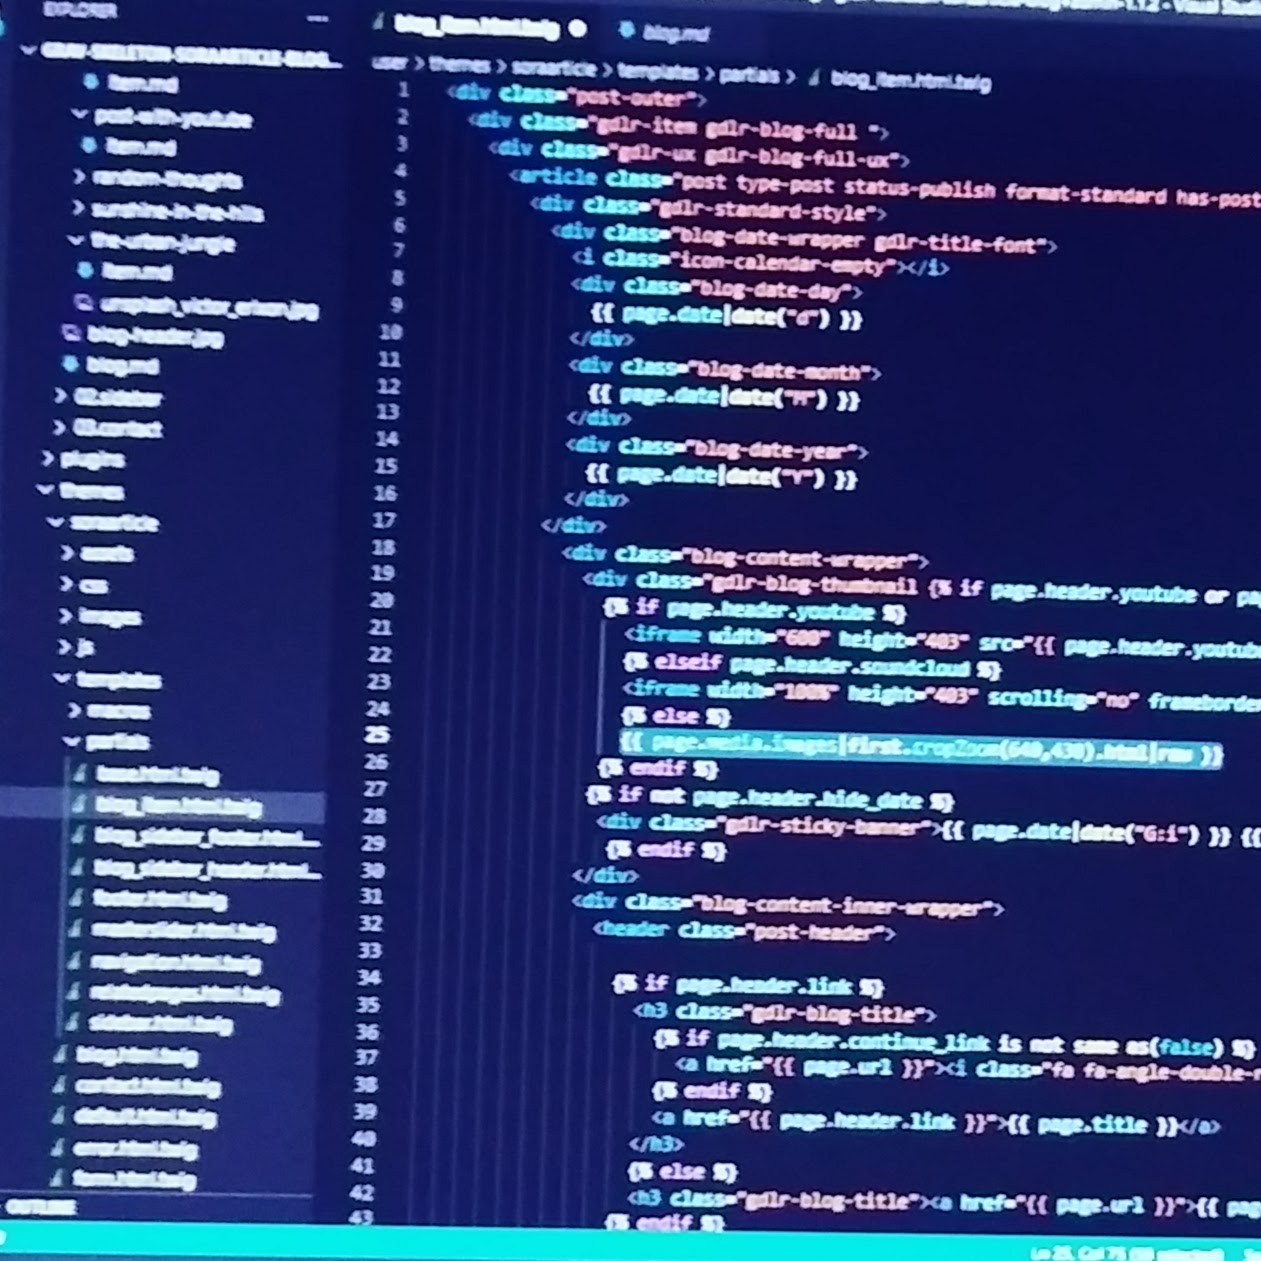 EXPLORER
GRAV-SKELETON-SORAARTICLE-BLOG...
item.md
post-with-youtube
item.md
random-thoughts
sunshine-in-the-hills
the-urban-jungle
item.md
unsplash_victor_erixon.jpg
blog-header.jpg
blog.md
02.sidebar
03.contact
plugins
themes
soraarticle
assets
css
images
js
templates
macros
partials
base.html.twig
blog_item.html.twig
blog_sidebar_footer.html...
blog_sidebar_header.html...
footer.html.twig
navigation.html.twig
relatedpages.html.twig
sidebar.html.twig
blog.html.twig
contact.html.twig
default.html.twig
error.html.twig
form.html.twig
OUTLINE
blog_item.html.twig
blog.md
user > themes > soraarticle > templates > partials > blog_item.html.twig
1 <div class="post-outer">
2 <div class="gdlr-item gdlr-blog-full ">
3 <div class="gdlr-ux gdlr-blog-full-ux">
4 <article class="post type-post status-publish format-standard has-post
5 <div class="gdlr-standard-style">
6 <div class="blog-date-wrapper gdlr-title-font">
7 <i class="icon-calendar-empty"></i>
8 <div class="blog-date-day">
9 {{ page.date|date("d") }}
10 </div>
11 <div class="blog-date-month">
12 {{ page.date|date("M") }}
13 </div>
14 <div class="blog-date-year">
15 {{ page.date|date("Y") }}
16 </div>
17 </div>
18 <div class="blog-content-wrapper">
19 <div class="gdlr-blog-thumbnail {% if page.header.youtube or pag
20 {% if page.header.youtube %}
21 <iframe width="600" height="403" src="{{ page.header.youtube
22 {% elseif page.header.soundcloud %}
23 <iframe width="100%" height="403" scrolling="no" frameborder
24 {% else %}
25 {{ page.media.images|first.cropZoom(640,430).html|raw }}
26 {% endif %}
27 {% if not page.header.hide_date %}
28 <div class="gdlr-sticky-banner">{{ page.date|date("G:i") }} {{
29 {% endif %}
30 </div>
31 <div class="blog-content-inner-wrapper">
32 <header class="post-header">
33
34 {% if page.header.link %}
35 <h3 class="gdlr-blog-title">
36 {% if page.header.continue_link is not same as(false) %}
37 <a href="{{ page.url }}"><i class="fa fa-angle-double-r
38 {% endif %}
39 <a href="{{ page.header.link }}">{{ page.title }}</a>
40 </h3>
41 {% else %}
42 <h3 class="gdlr-blog-title"><a href="{{ page.url }}">{{ pag
43 {% endif %}
Ln 25, Col 75